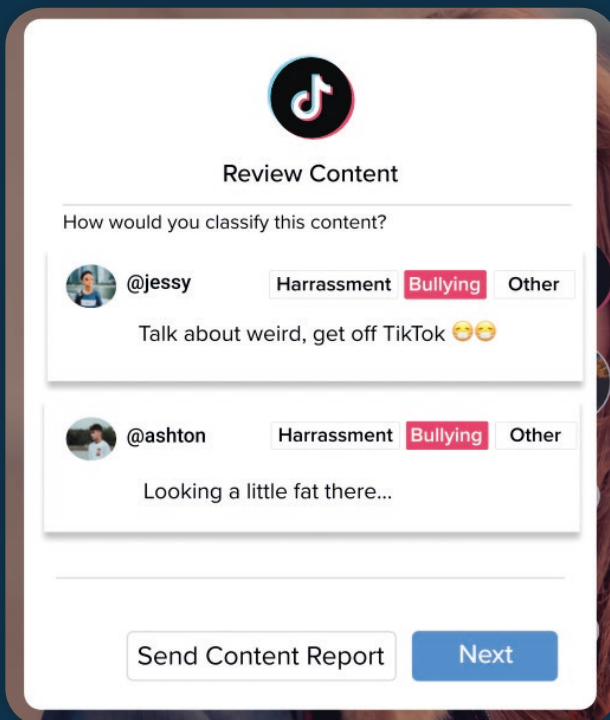 Review Content
How would you classify this content?
@jessy Harrassment Bullying Other
Talk about weird, get off TikTok 😷😷
@ashton Harrassment Bullying Other
Looking a little fat there...
Send Content Report Next